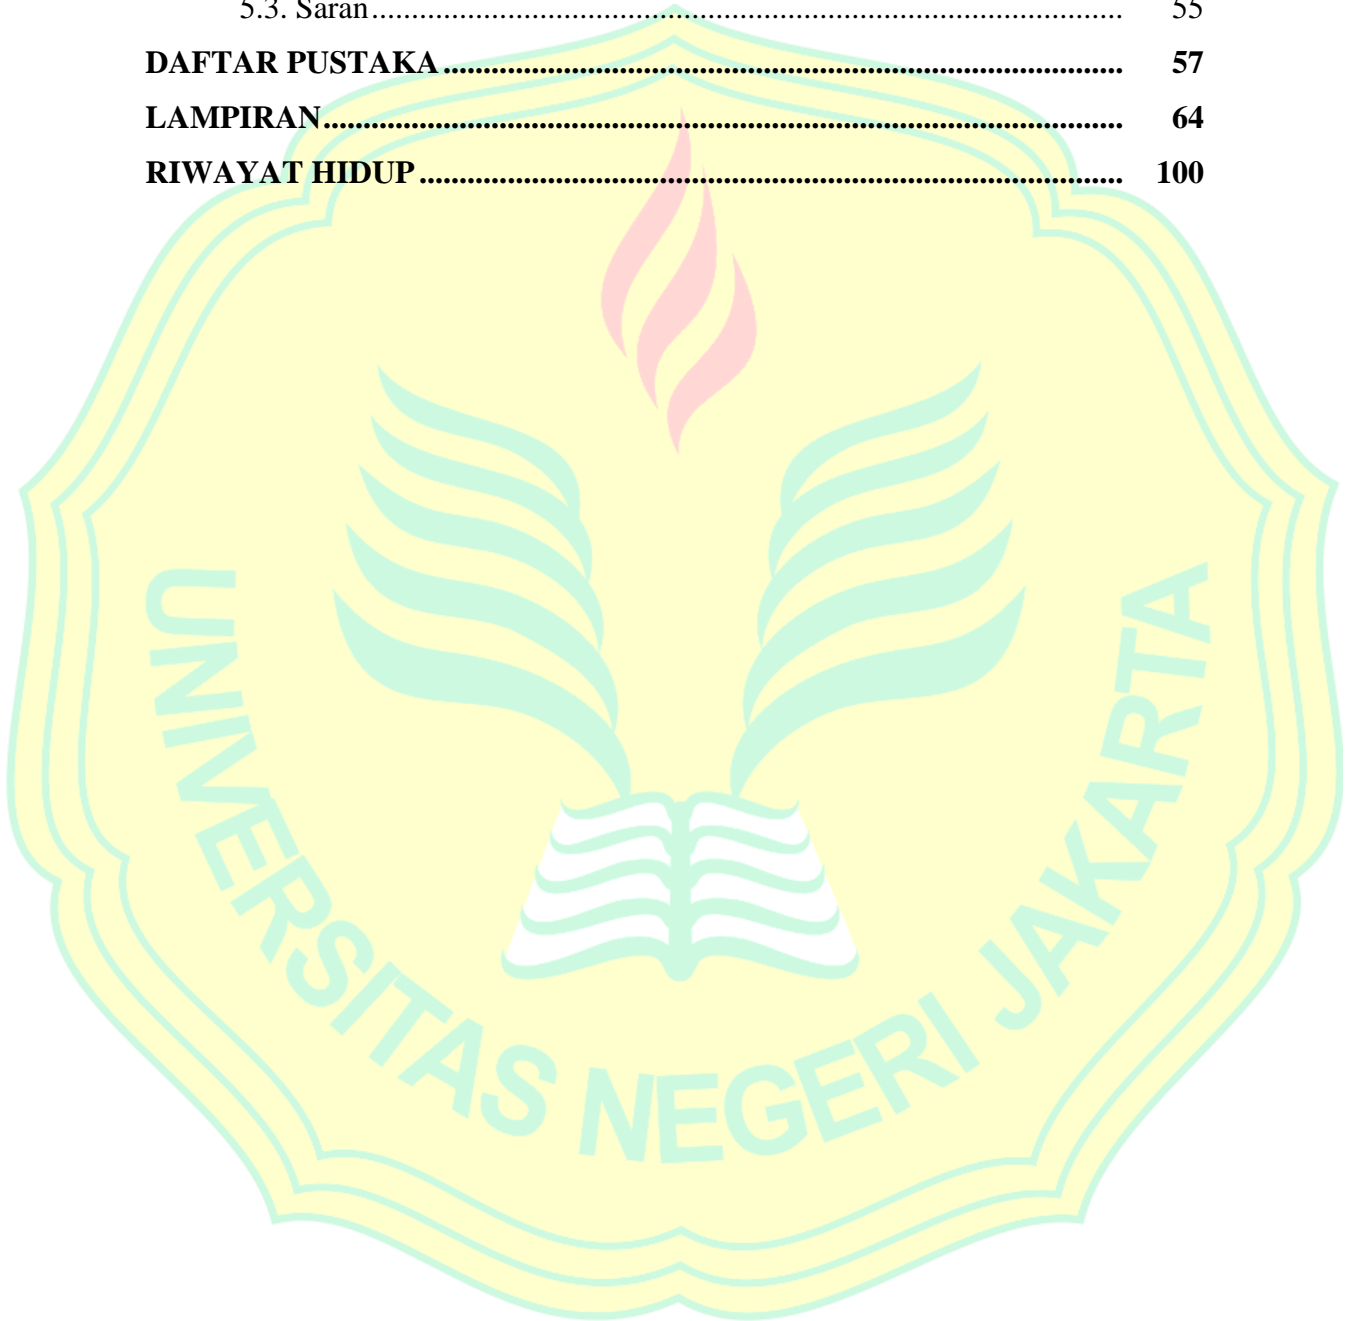 5.3. Saran.............................................................................................. 55
DAFTAR PUSTAKA..................................................................................... 57
LAMPIRAN.................................................................................................... 64
RIWAYAT HIDUP........................................................................................ 100
UNIVERSITAS NEGERI JAKARTA